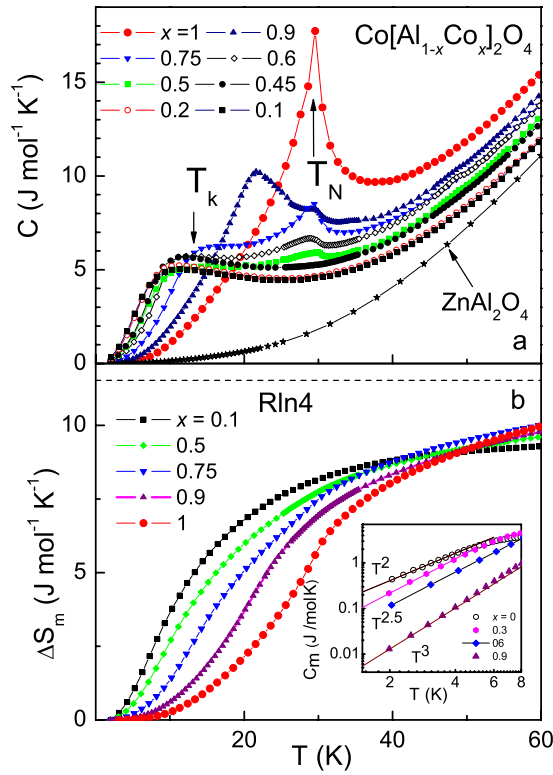 Co[Al1-xCox]2O4
x = 1
0.9
0.75
0.6
0.5
0.45
0.2
0.1
15
10
5
0
C (J mol-1 K-1)
Tk
TN
ZnAl2O4
40
60
a
Rln4
b
x = 0.1
0.5
0.75
0.9
1
10
5
0
ΔSm (J mol-1 K-1)
1
0.1
0.01
Cm (J /molK)
T2
T2.5
T3
x = 0
0.3
06
0.9
2
4
6
8
T (K)
20
40
60
T (K)